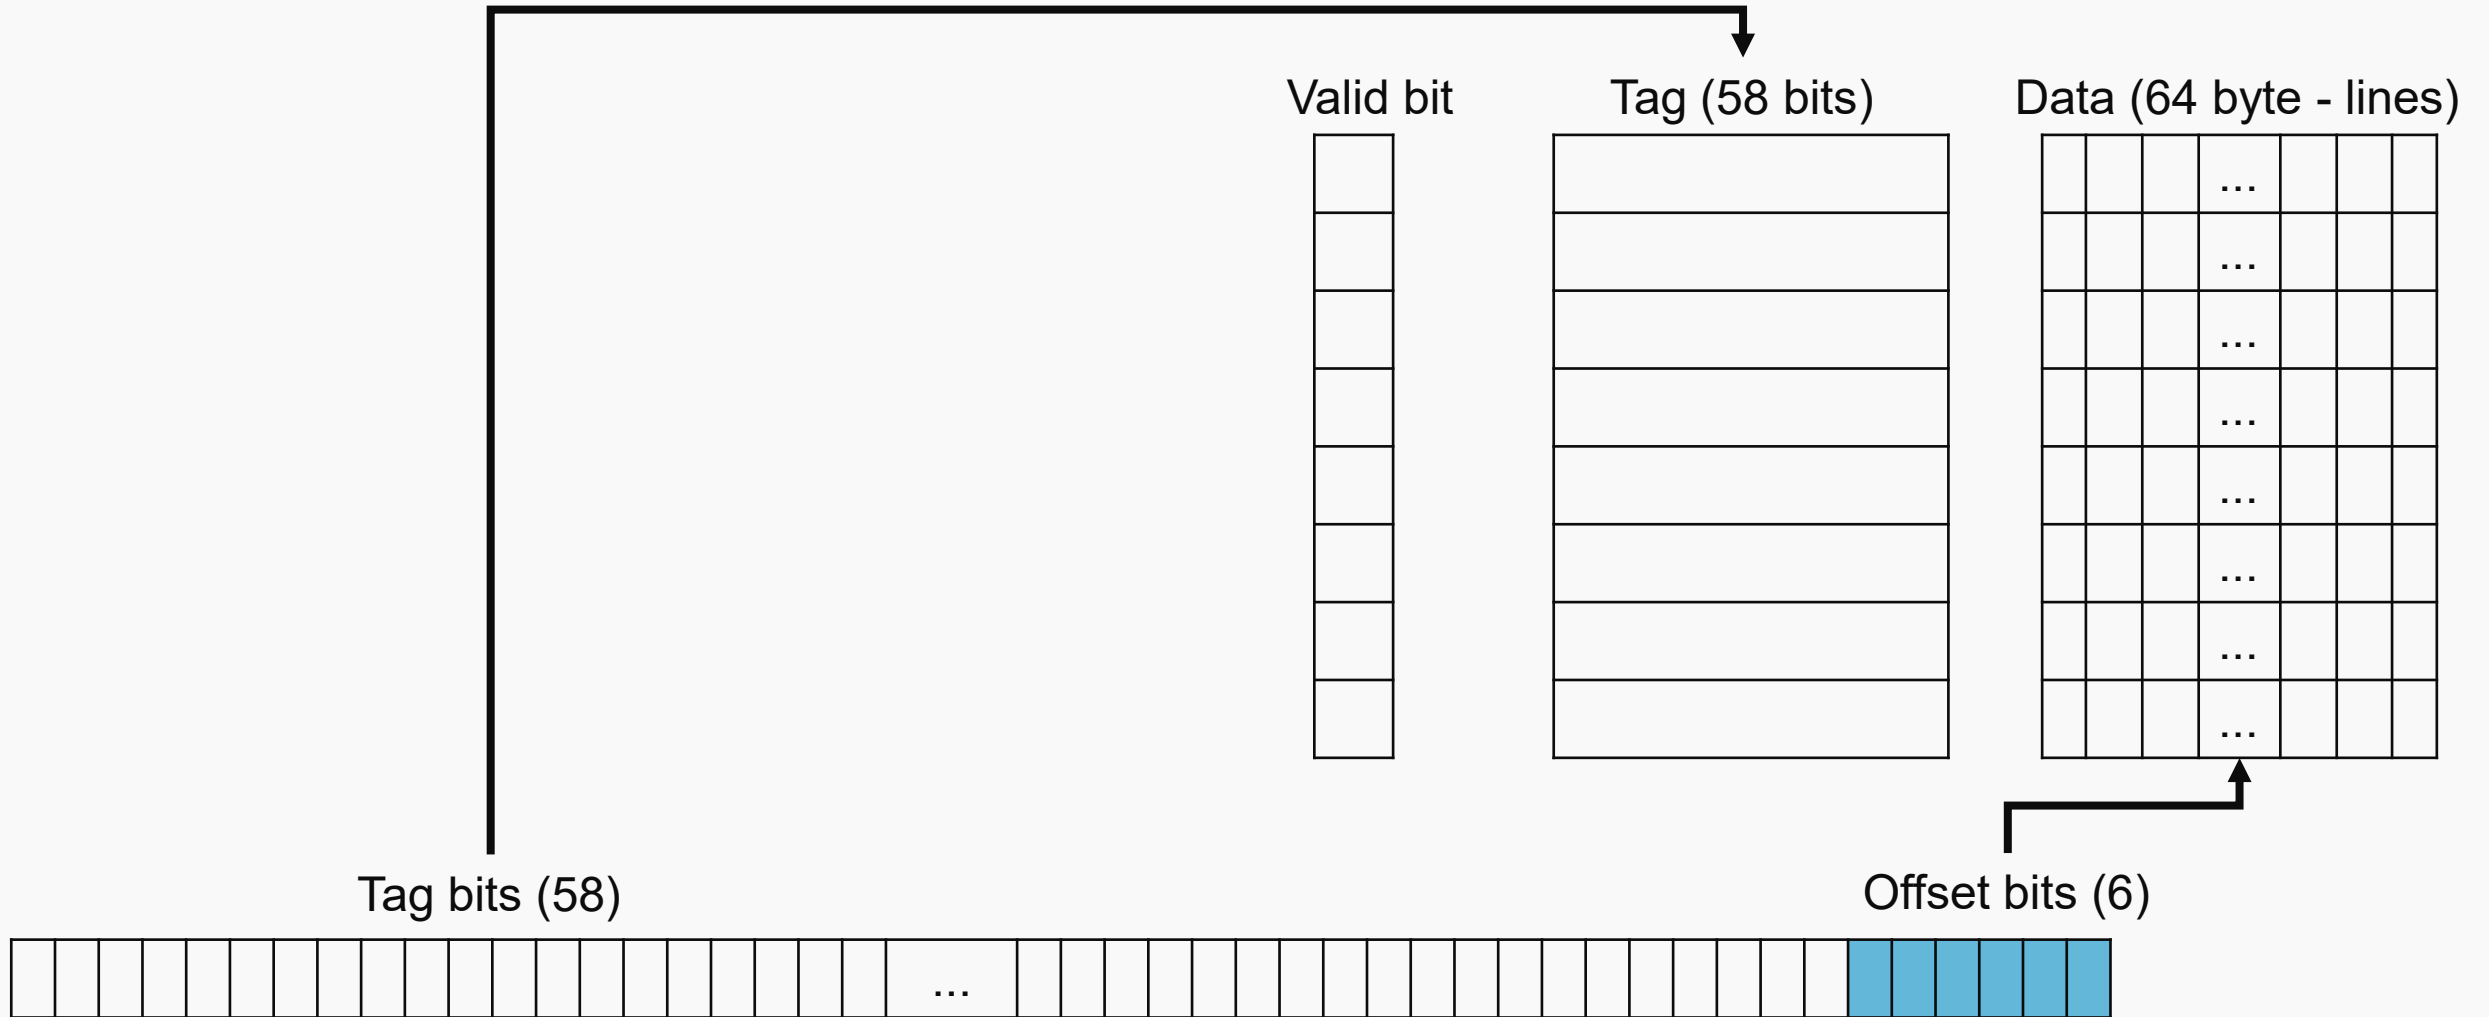 Valid bit
Tag (58 bits)
Data (64 byte - lines)
...
...
...
...
...
...
...
...
Tag bits (58)
Offset bits (6)
...